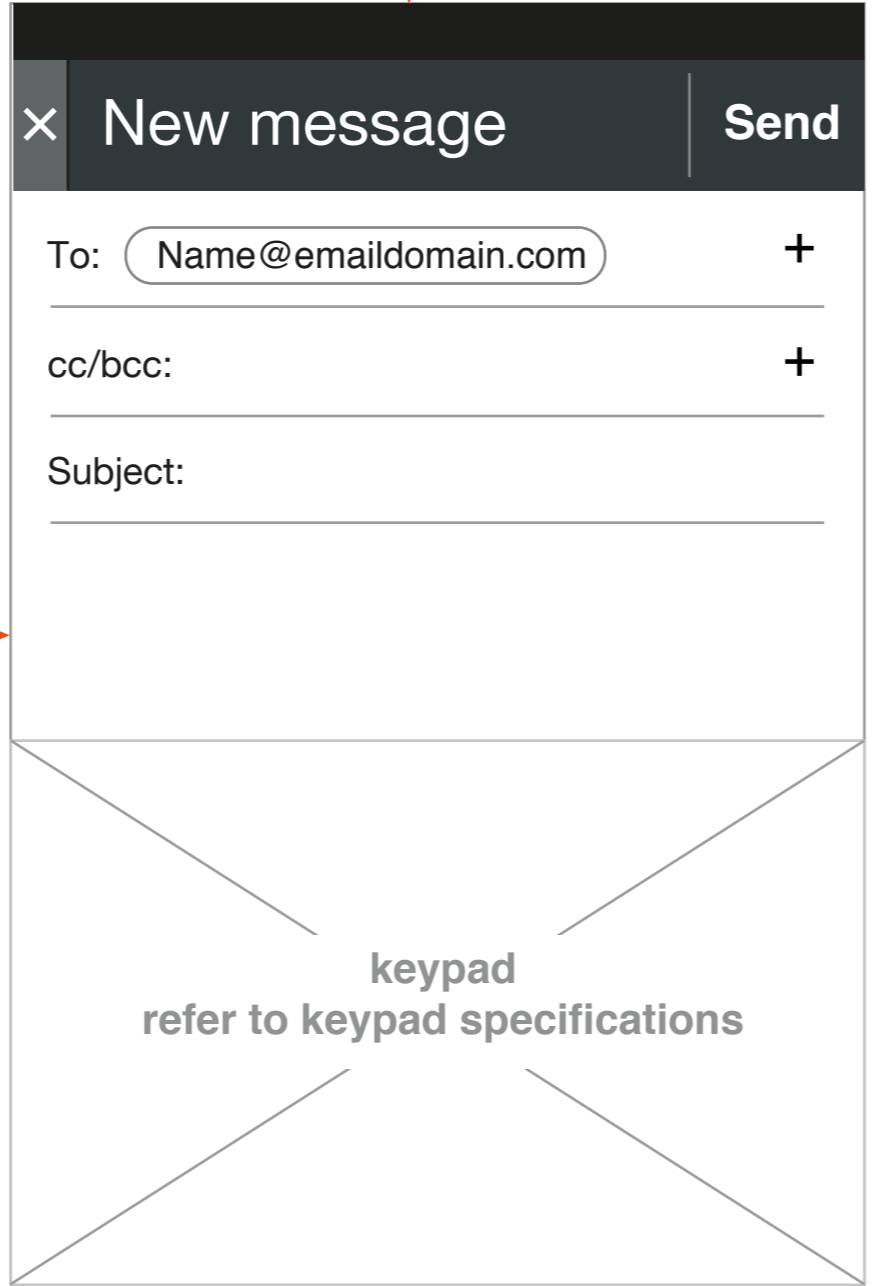 × New message Send
To: Name@emaildomain.com +
cc/bcc: +
Subject:
keypad
refer to keypad specifications